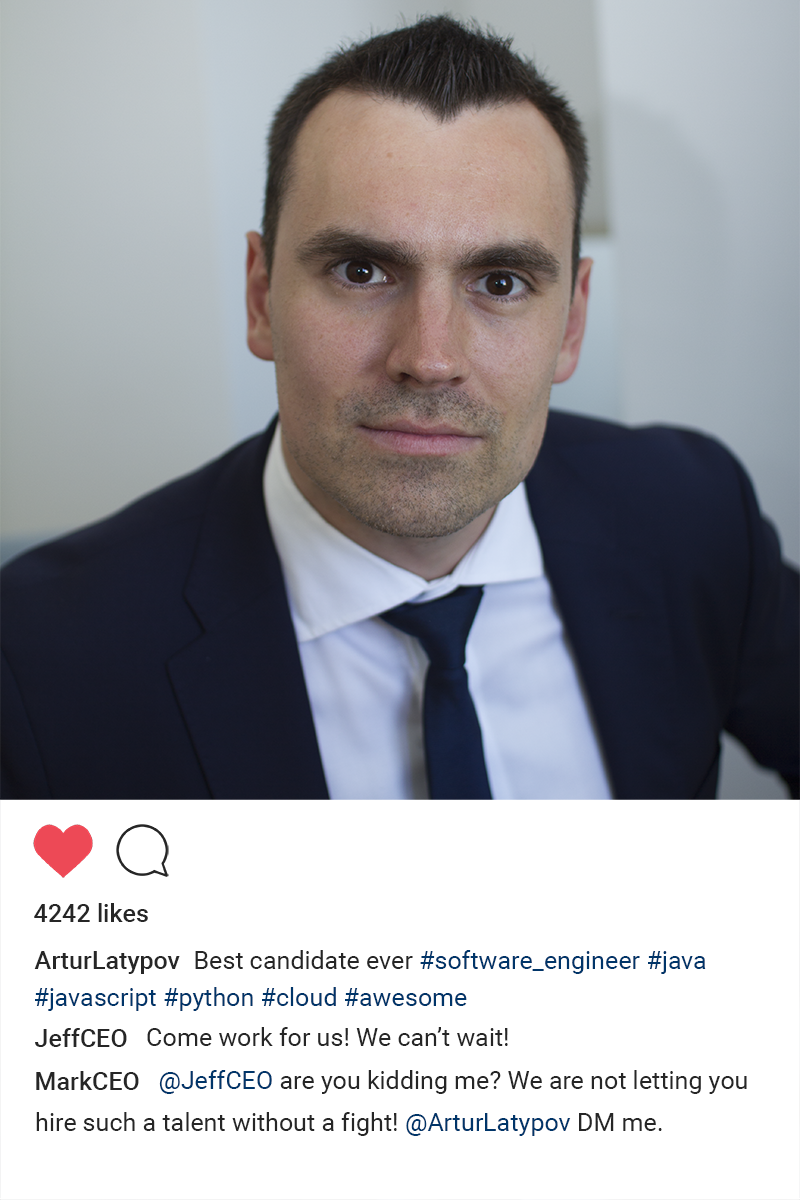 4242 likes
ArturLatypov Best candidate ever #software_engineer #java
#javascript #python #cloud #awesome
JeffCEO Come work for us! We can’t wait!
MarkCEO @JeffCEO are you kidding me? We are not letting you
hire such a talent without a fight! @ArturLatypov DM me.